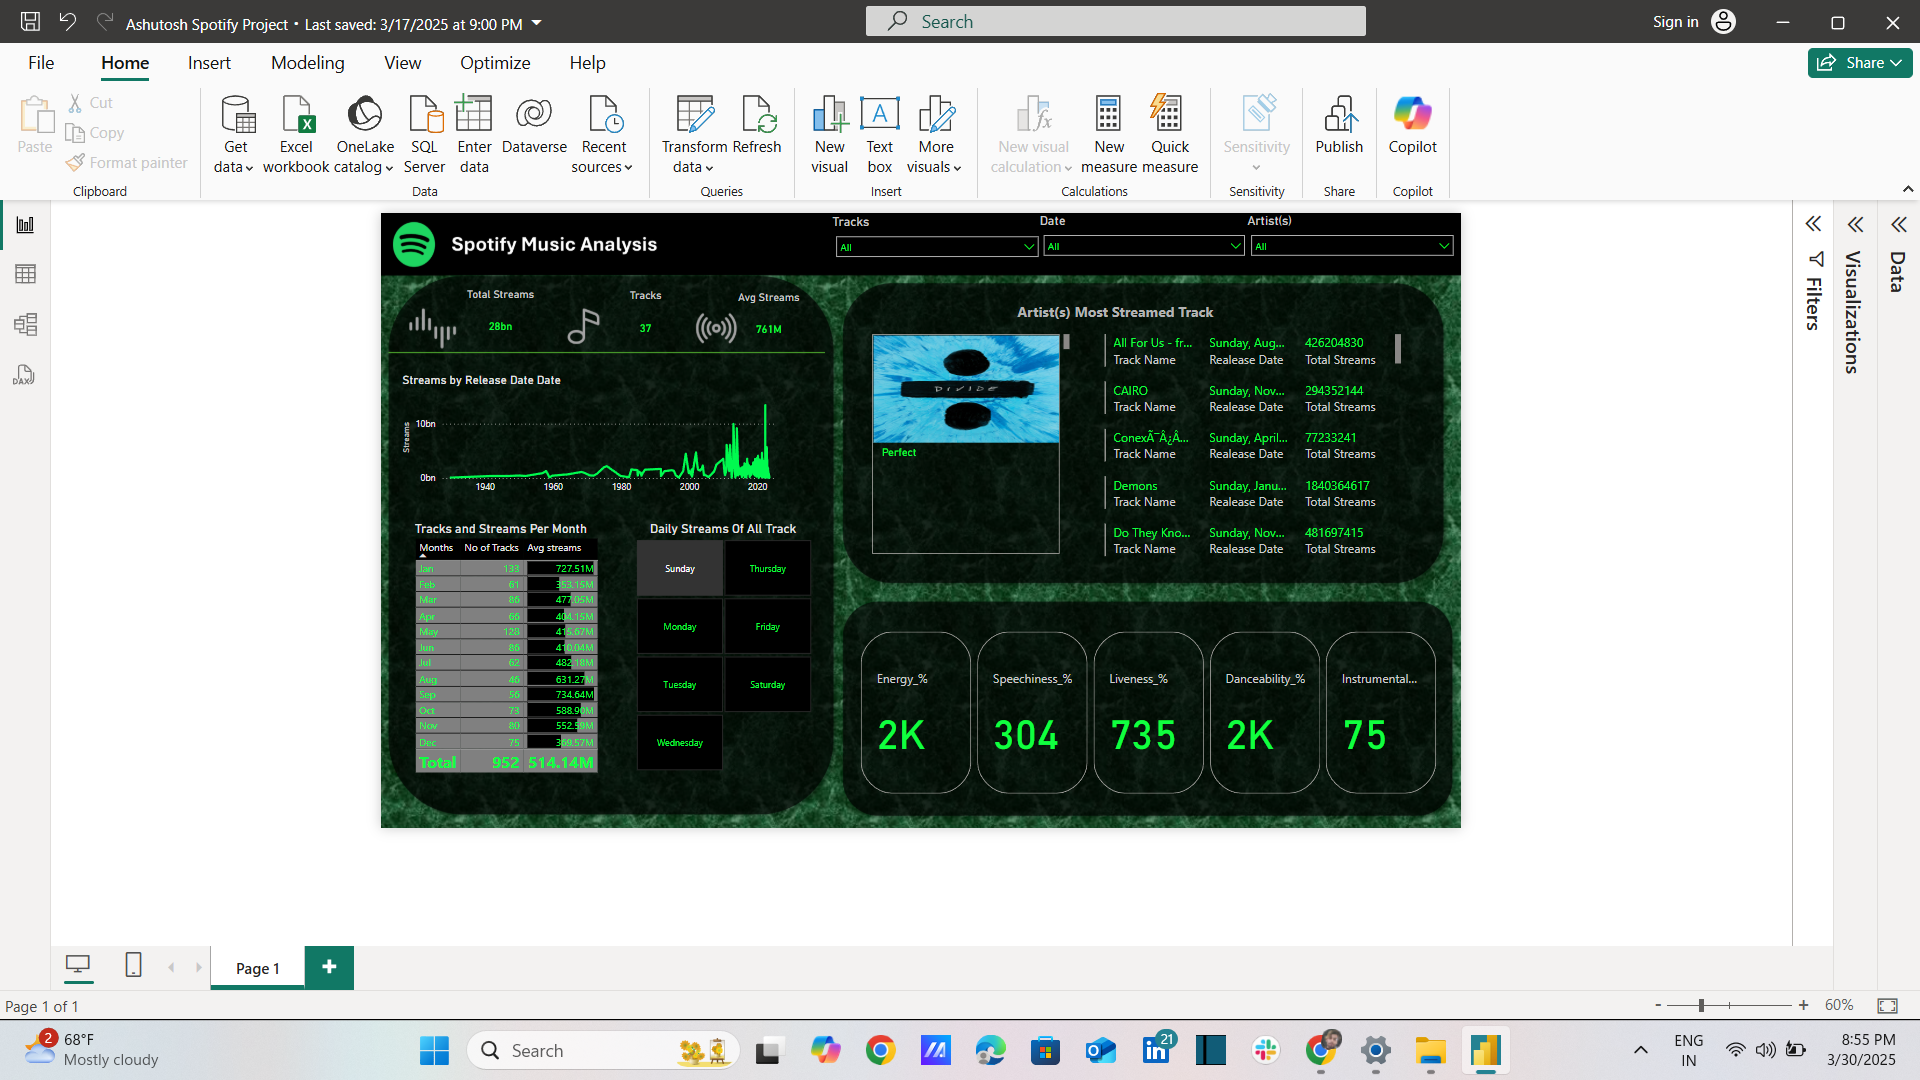 Ashutosh Spotify Project • Last saved: 3/17/2025 at 9:00 PM
Search
Sign in
File
Home
Insert
Modeling
View
Optimize
Help
Share
Paste
Cut
Copy
Format painter
Clipboard
Get data
Excel workbook
OneLake catalog
SQL Server
Enter data
Dataverse
Recent sources
Data
Transform data
Refresh
Queries
New visual
Text box
More visuals
Insert
New visual calculation
New measure
Quick measure
Calculations
Sensitivity
Sensitivity
Publish
Share
Copilot
Copilot
DAX
Spotify Music Analysis
Tracks
All
Date
All
Artist(s)
All
Total Streams
28bn
Tracks
37
Avg Streams
761M
Streams by Release Date Date
Streams
10bn
0bn
1940 1960 1980 2000 2020
Tracks and Streams Per Month
Months No of Tracks Avg streams
Jan 133 727.51M
Feb 61 353.15M
Mar 86 477.05M
Apr 66 404.15M
May 128 415.67M
Jun 86 410.04M
Jul 62 482.18M
Aug 46 631.27M
Sep 56 734.64M
Oct 73 588.90M
Nov 80 552.59M
Dec 75 369.57M
Total 952 514.14M
Daily Streams Of All Track
Sunday Thursday
Monday Friday
Tuesday Saturday
Wednesday
Artist(s) Most Streamed Track
DIVIDE
Perfect
All For Us - fr... Sunday, Aug... 426204830
Track Name Realease Date Total Streams
CAIRO Sunday, Nov... 294352144
Track Name Realease Date Total Streams
ConexÃ¯Â¿Â... Sunday, April... 77233241
Track Name Realease Date Total Streams
Demons Sunday, Janu... 1840364617
Track Name Realease Date Total Streams
Do They Kno... Sunday, Nov... 481697415
Track Name Realease Date Total Streams
Energy_% Speechiness_% Liveness_% Danceability_% Instrumental...
2K 304 735 2K 75
Filters
Visualizations
Data
Page 1
Page 1 of 1
- + 60%
2
68°F
Mostly cloudy
Search
21
ENG
IN
8:55 PM
3/30/2025